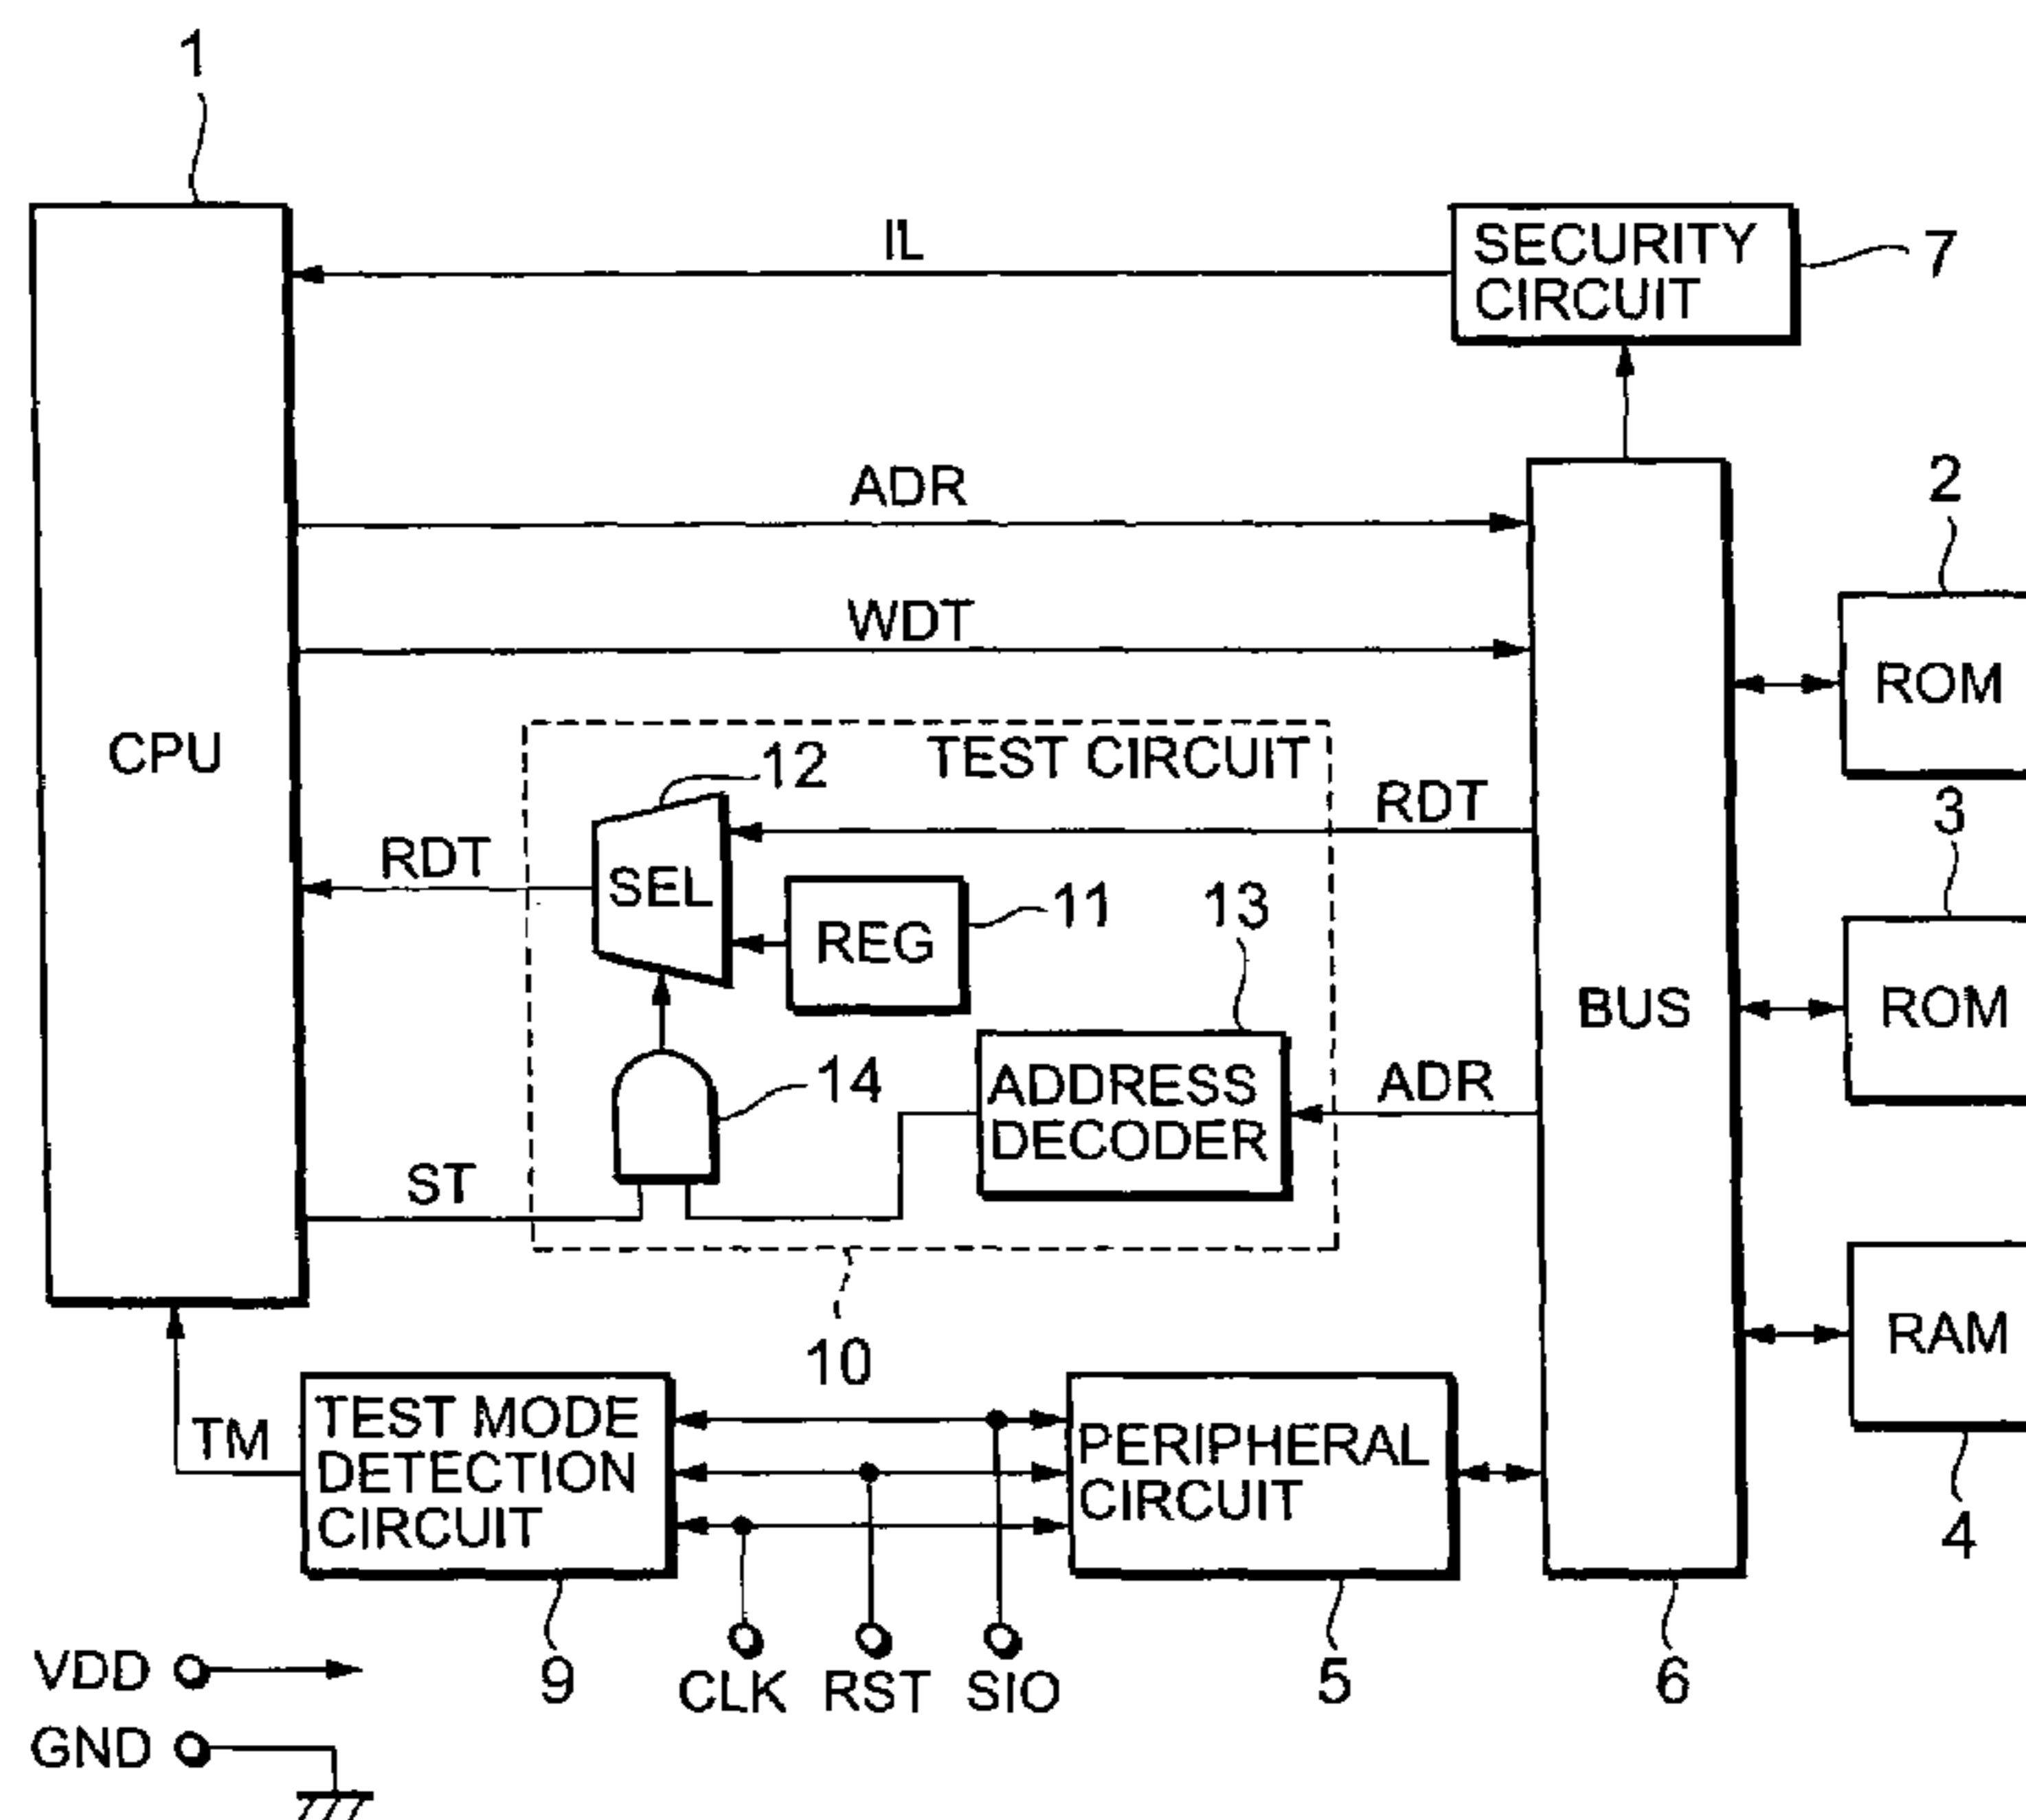 1
IL
SECURITY
CIRCUIT
7
ADR
2
WDT
ROM
CPU
12
TEST CIRCUIT
RDT
3
RDT
SEL
REG
11
13
BUS
ROM
14
ADDRESS
DECODER
ADR
ST
RAM
10
TM
TEST MODE
DETECTION
CIRCUIT
PERIPHERAL
CIRCUIT
4
VDD
9
CLK
RST
SIO
5
6
GND